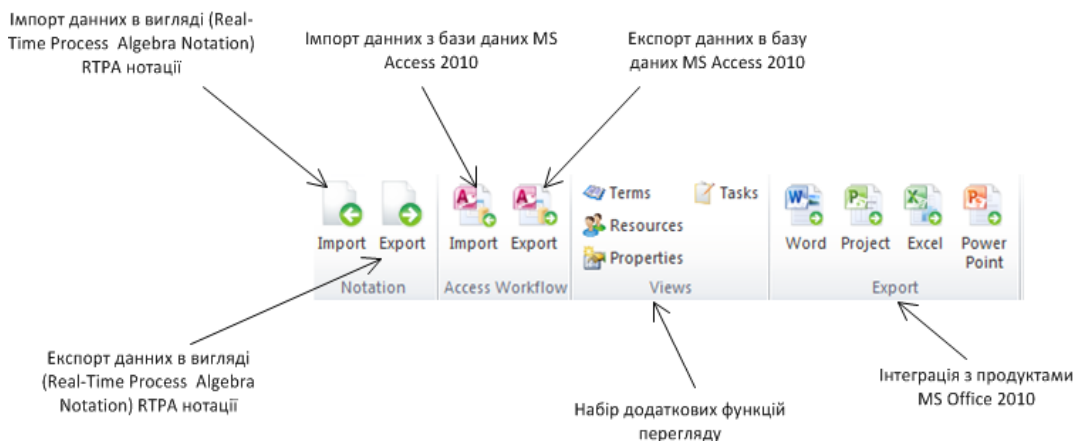 Імпорт данних в вигляді (Real-
Time Process Algebra Notation)
RTPA нотації
Імпорт данних з бази даних MS
Access 2010
Експорт данних в базу
даних MS Access 2010
Import
Export
Notation
Import
Export
Access Workflow
Terms
Tasks
Resources
Properties
Views
Word
Project
Excel
Power
Point
Export
Експорт данних в вигляді
(Real-Time Process Algebra
Notation) RTPA нотації
Набір додаткових функцій
перегляду
Інтеграція з продуктами
MS Office 2010